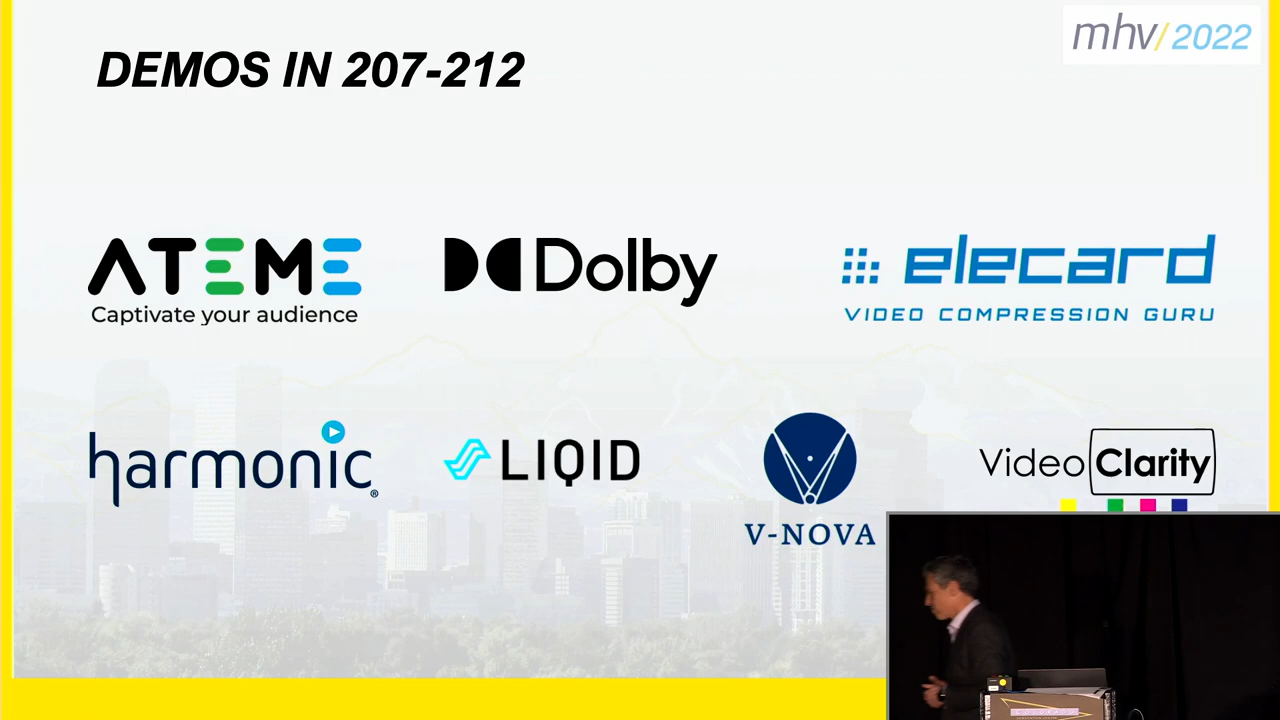 mhv/2022
DEMOS IN 207-212
ATEME
Captivate your audience
Dolby
elecard
VIDEO COMPRESSION GURU
harmonic®
LIQID
V-NOVA
Video Clarity